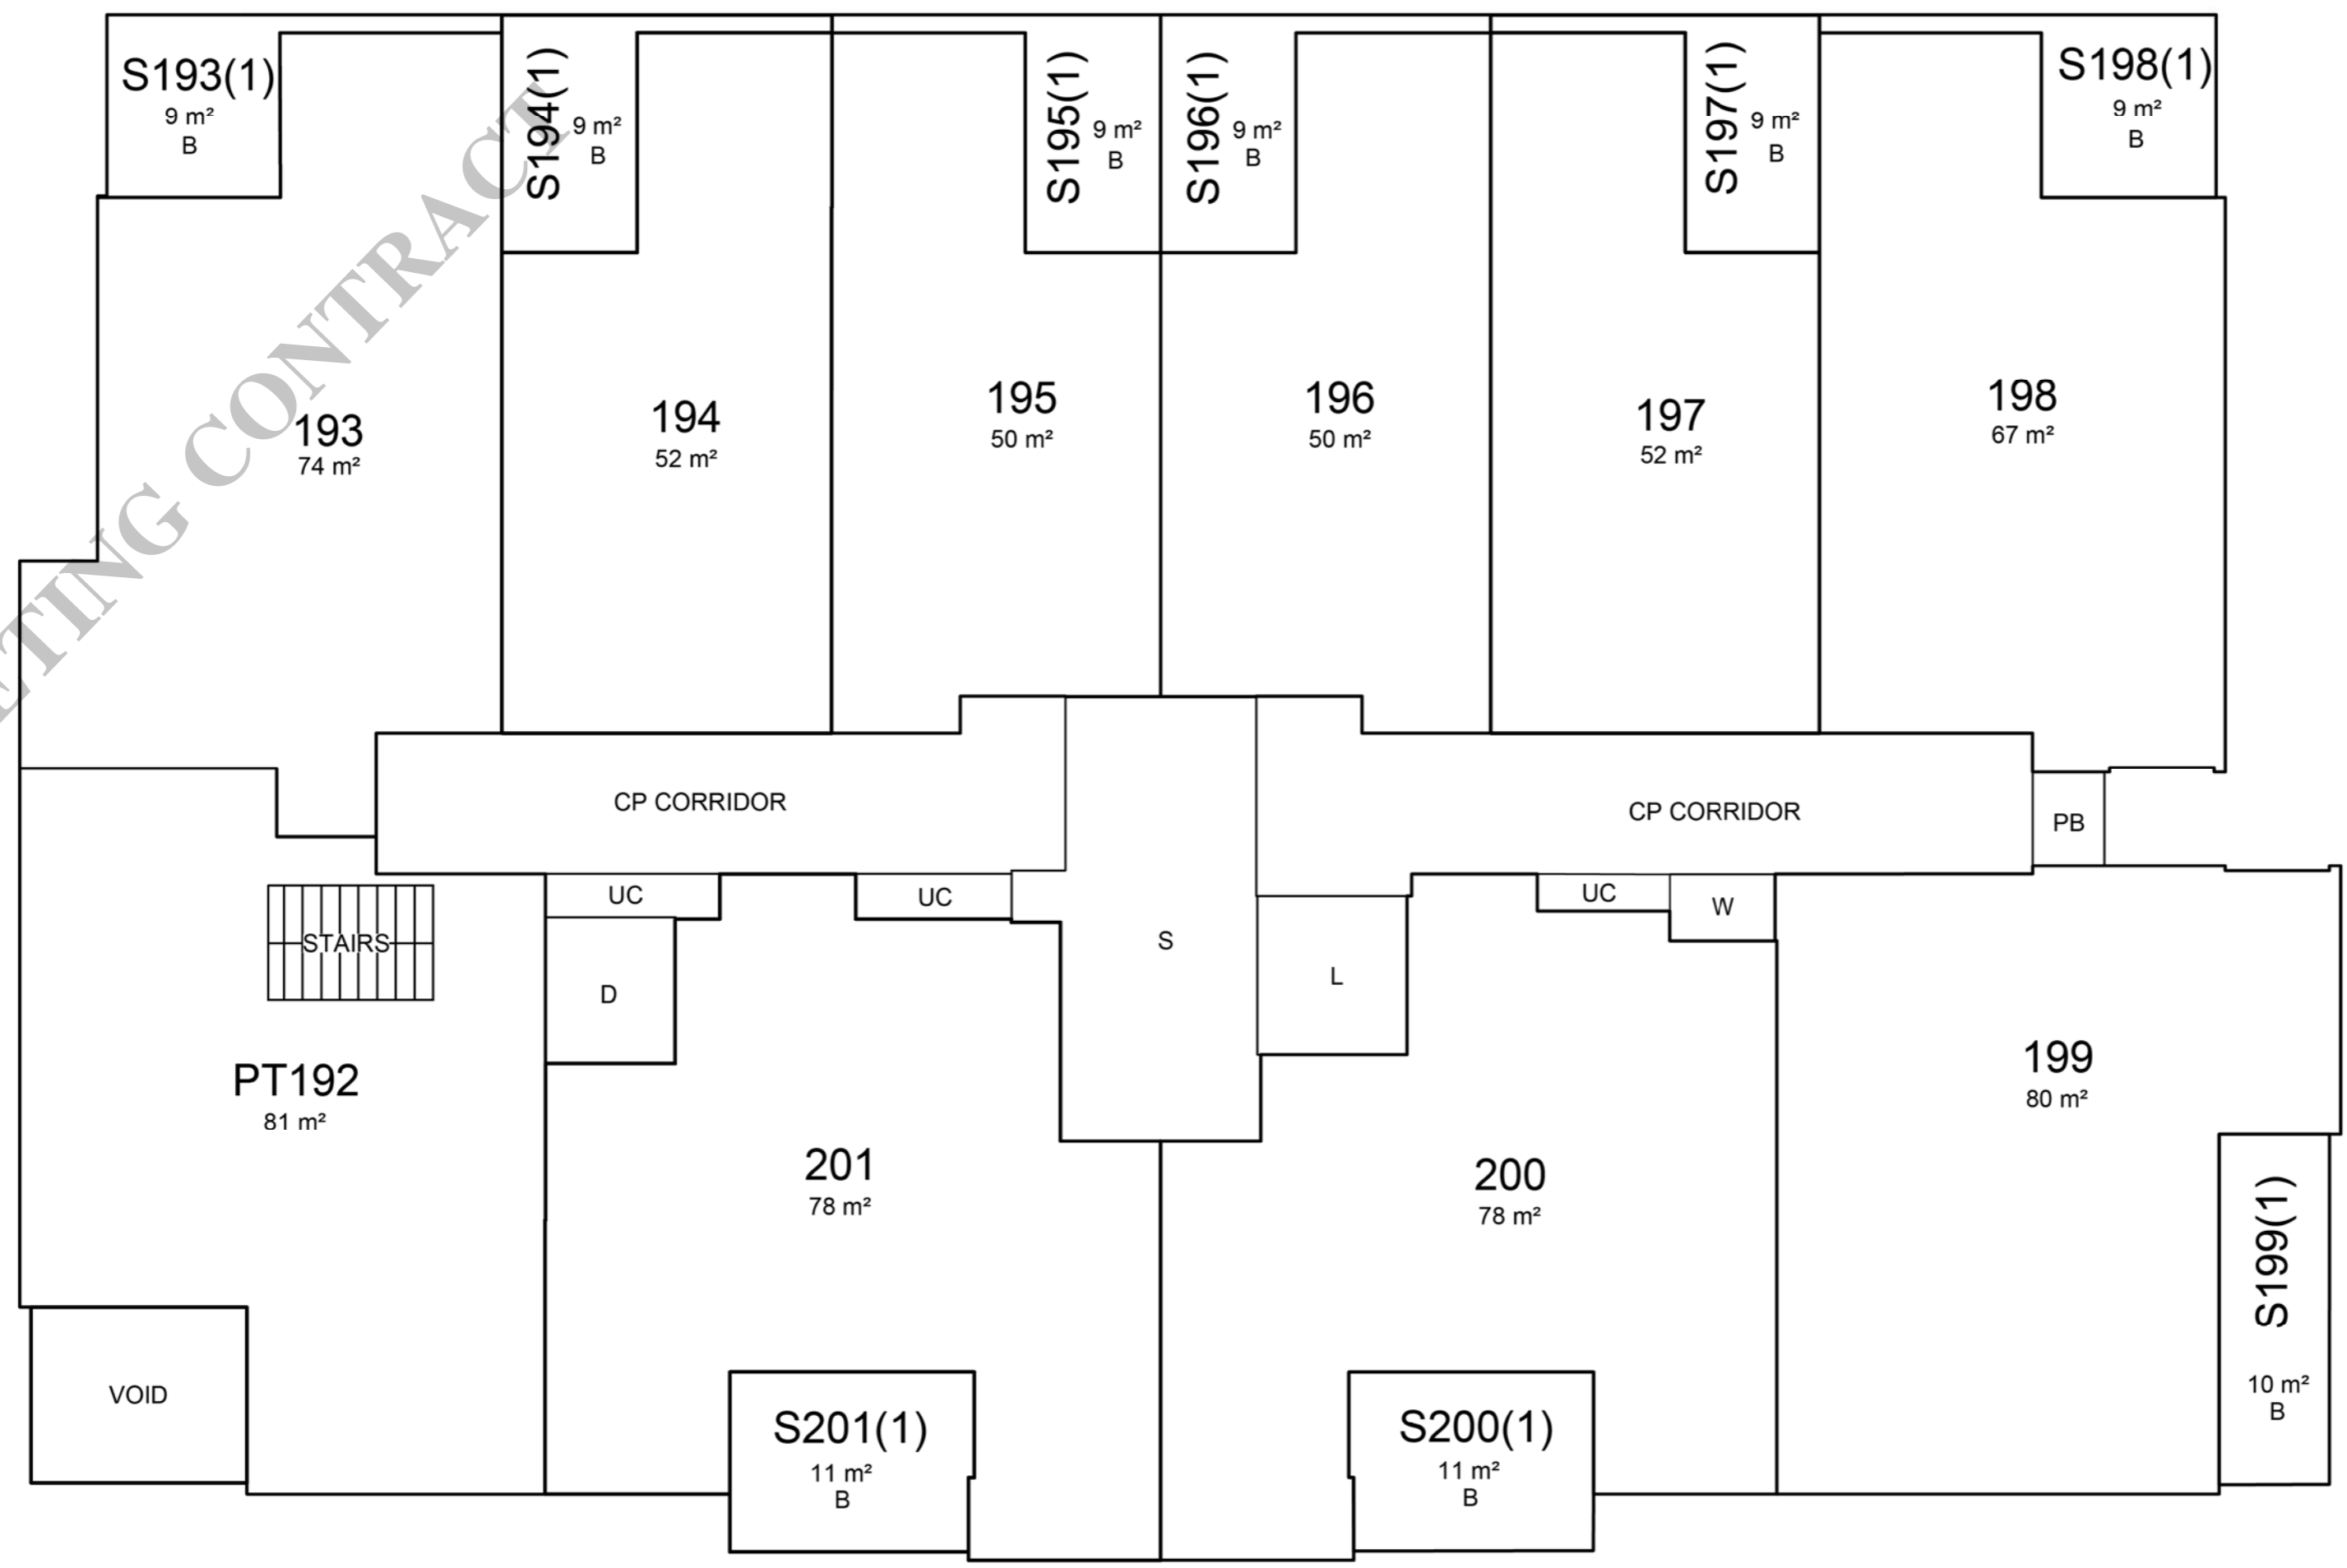 S193(1)
9 m²
B
S194(1)
9 m²
B
S195(1)
9 m²
B
S196(1)
9 m²
B
S197(1)
9 m²
B
S198(1)
9 m²
B
193
74 m²
194
52 m²
195
50 m²
196
50 m²
197
52 m²
198
67 m²
CONTRACT
CP CORRIDOR
CP CORRIDOR
PB
UC
UC
UC
W
STAIRS
D
S
L
PT192
81 m²
201
78 m²
200
78 m²
199
80 m²
VOID
S201(1)
11 m²
B
S200(1)
11 m²
B
S199(1)
10 m²
B